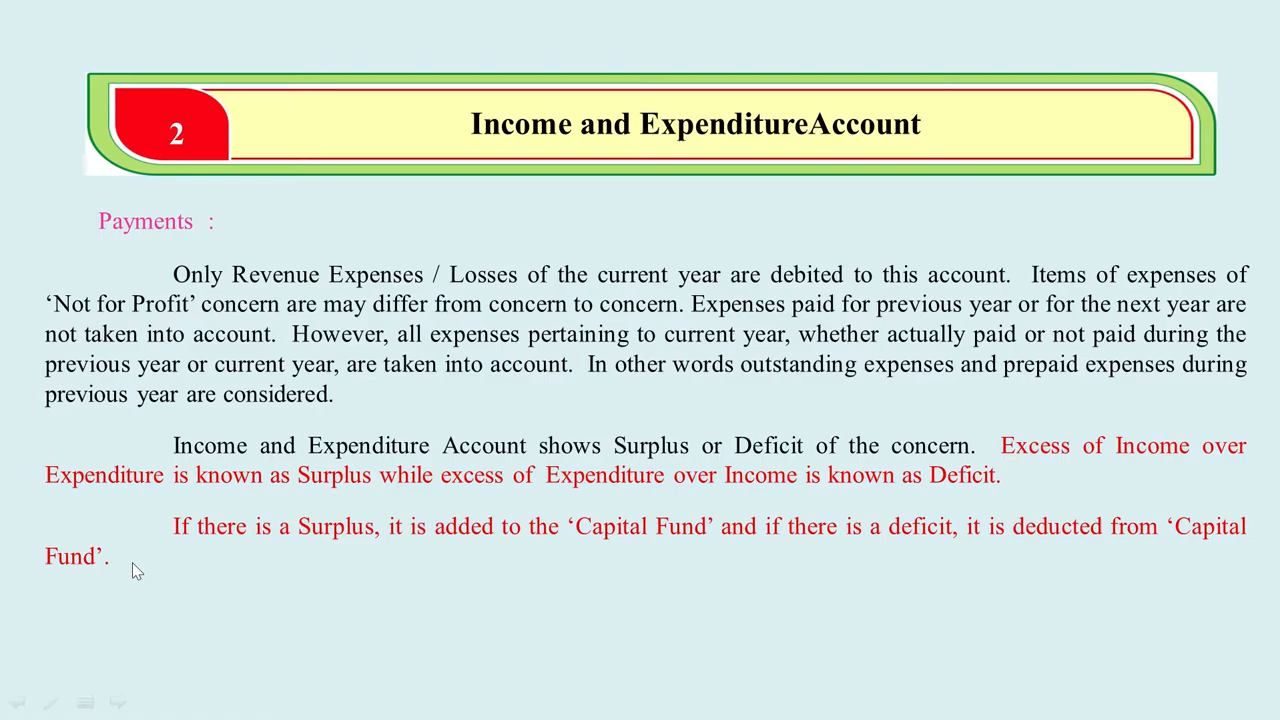 2
Income and ExpenditureAccount
Payments :
Only Revenue Expenses / Losses of the current year are debited to this account. Items of expenses of
‘Not for Profit’ concern are may differ from concern to concern. Expenses paid for previous year or for the next year are
not taken into account. However, all expenses pertaining to current year, whether actually paid or not paid during the
previous year or current year, are taken into account. In other words outstanding expenses and prepaid expenses during
previous year are considered.
Income and Expenditure Account shows Surplus or Deficit of the concern. Excess of Income over
Expenditure is known as Surplus while excess of Expenditure over Income is known as Deficit.
If there is a Surplus, it is added to the ‘Capital Fund’ and if there is a deficit, it is deducted from ‘Capital
Fund’.